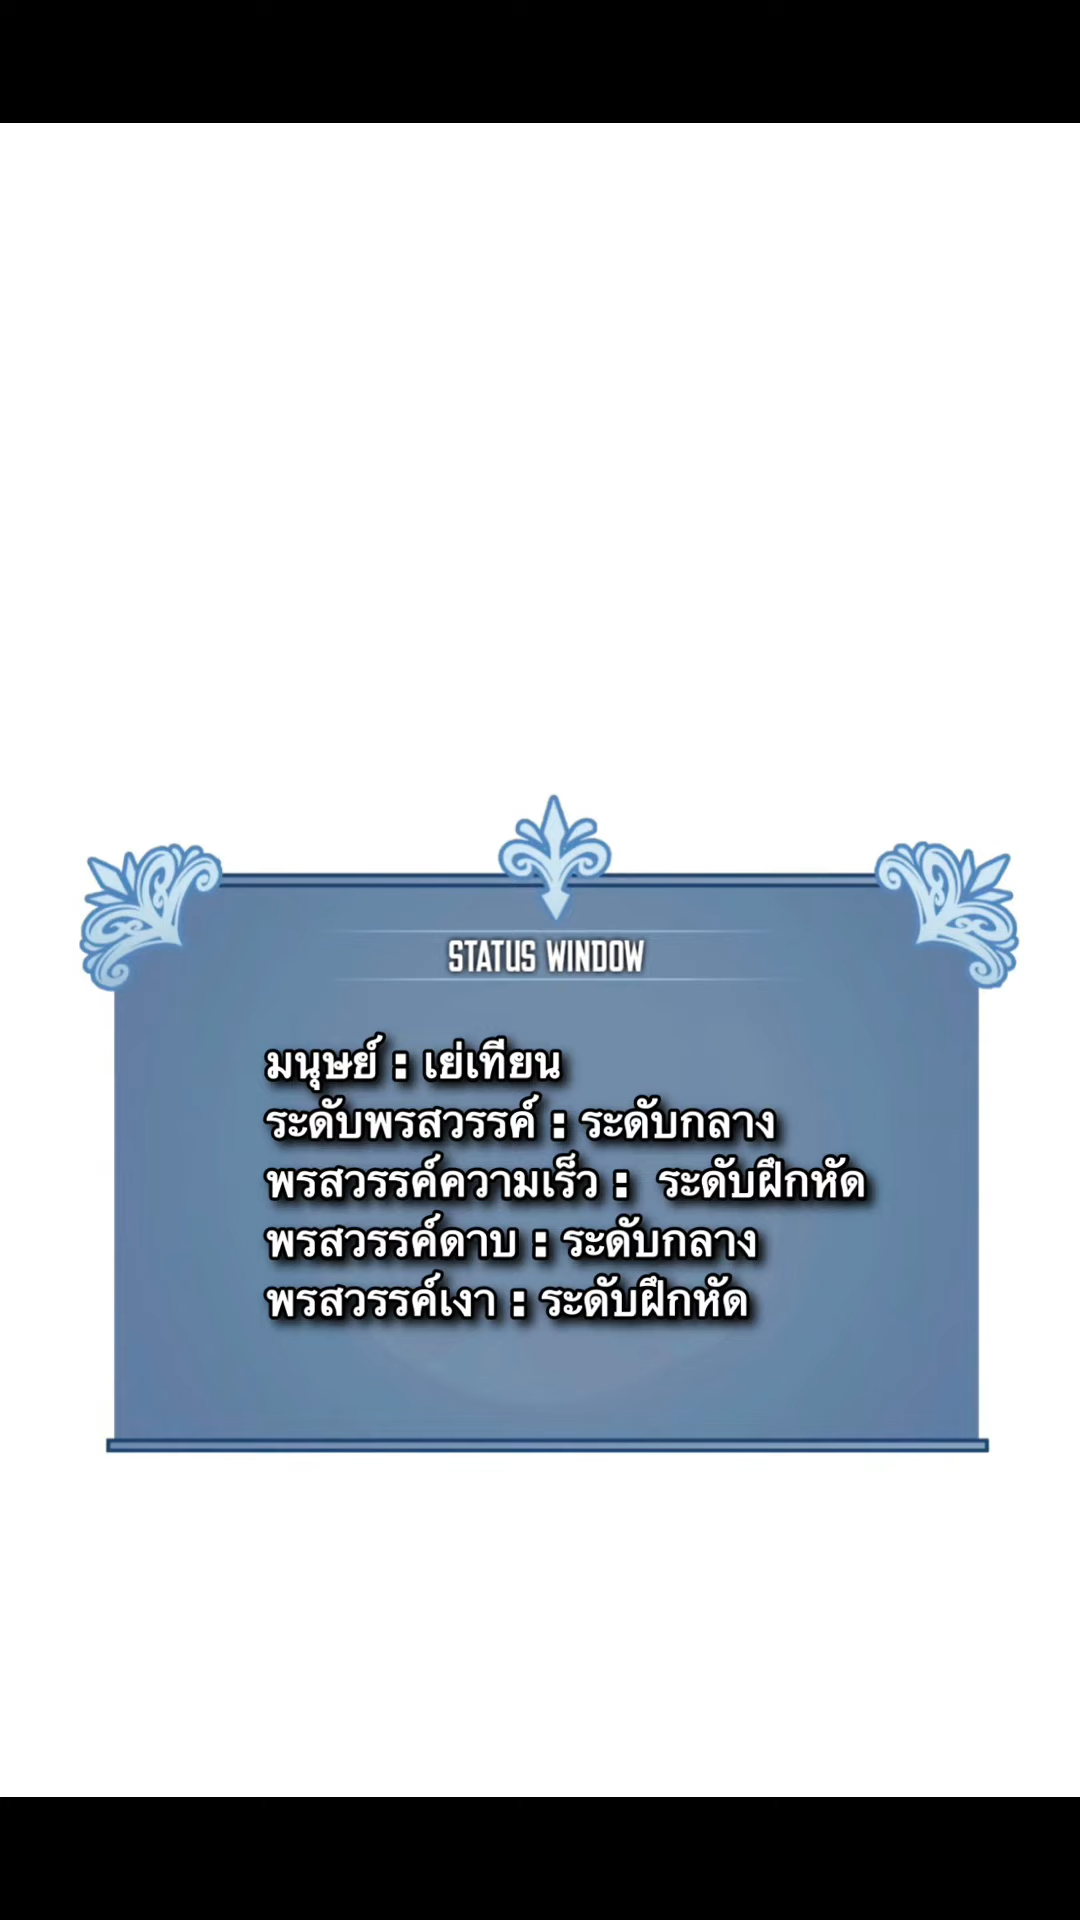 STATUS WINDOW
มนุษย์ : เย่เทียน
ระดับพรสวรรค์ : ระดับกลาง
พรสวรรค์ความเร็ว :  ระดับฝึกหัด
พรสวรรค์ดาบ : ระดับกลาง
พรสวรรค์เงา : ระดับฝึกหัด